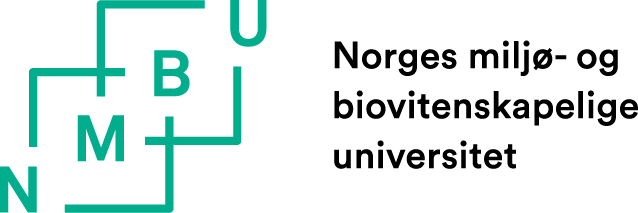 N M B U
Norges miljø- og
biovitenskapelige
universitet